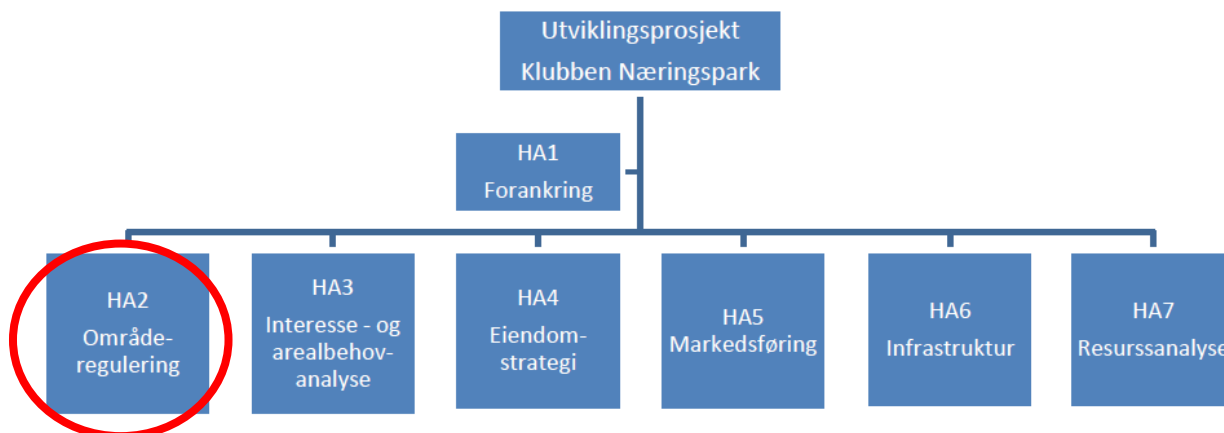 Utviklingsprosjekt
Klubben Næringspark
HA1
Forankring
HA2
Område-
regulering
HA3
Interesse - og
arealbehov-
analyse
HA4
Eiendom-
strategi
HA5
Markedsføring
HA6
Infrastruktur
HA7
Resurssanalyse